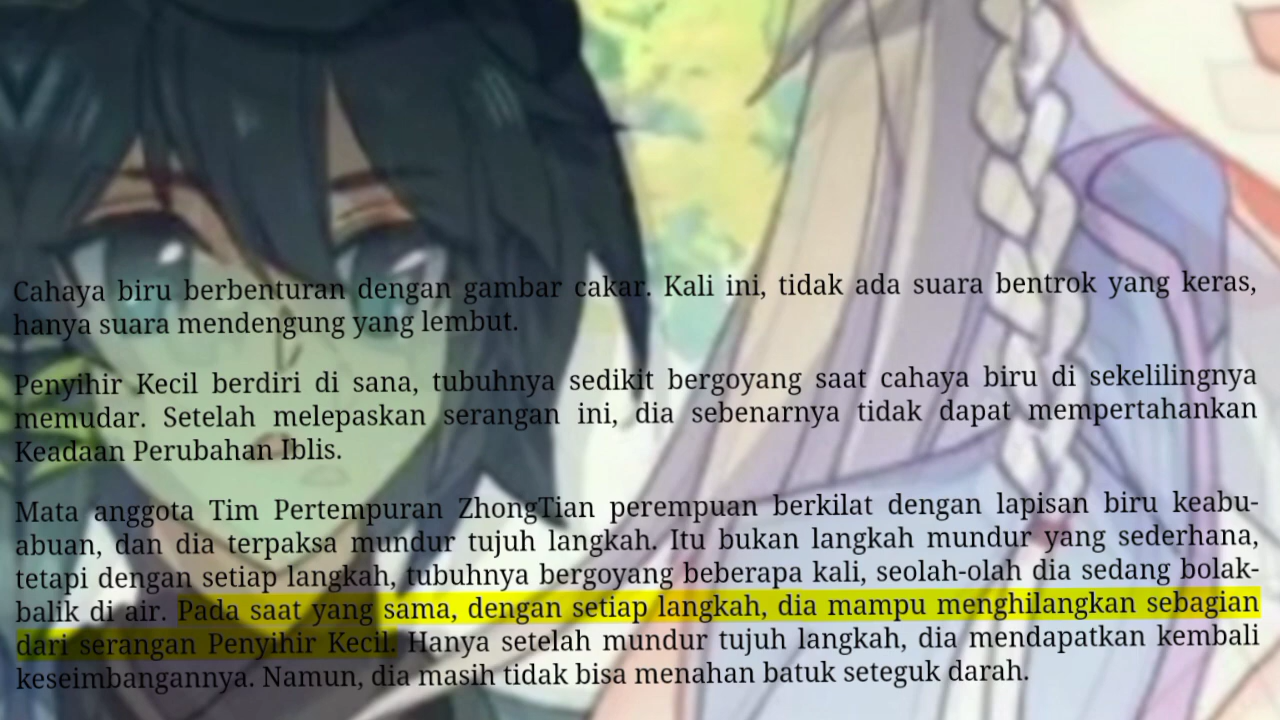 Cahaya biru berbenturan dengan gambar cakar. Kali ini, tidak ada suara bentrok yang keras,
hanya suara mendengung yang lembut.
Penyihir Kecil berdiri di sana, tubuhnya sedikit bergoyang saat cahaya biru di sekelilingnya
memudar. Setelah melepaskan serangan ini, dia sebenarnya tidak dapat mempertahankan
Keadaan Perubahan Iblis.
Mata anggota Tim Pertempuran ZhongTian perempuan berkilat dengan lapisan biru keabu-
abuan, dan dia terpaksa mundur tujuh langkah. Itu bukan langkah mundur yang sederhana,
tetapi dengan setiap langkah, tubuhnya bergoyang beberapa kali, seolah-olah dia sedang bolak-
balik di air. Pada saat yang sama, dengan setiap langkah, dia mampu menghilangkan sebagian
dari serangan Penyihir Kecil. Hanya setelah mundur tujuh langkah, dia mendapatkan kembali
keseimbangannya. Namun, dia masih tidak bisa menahan batuk seteguk darah.